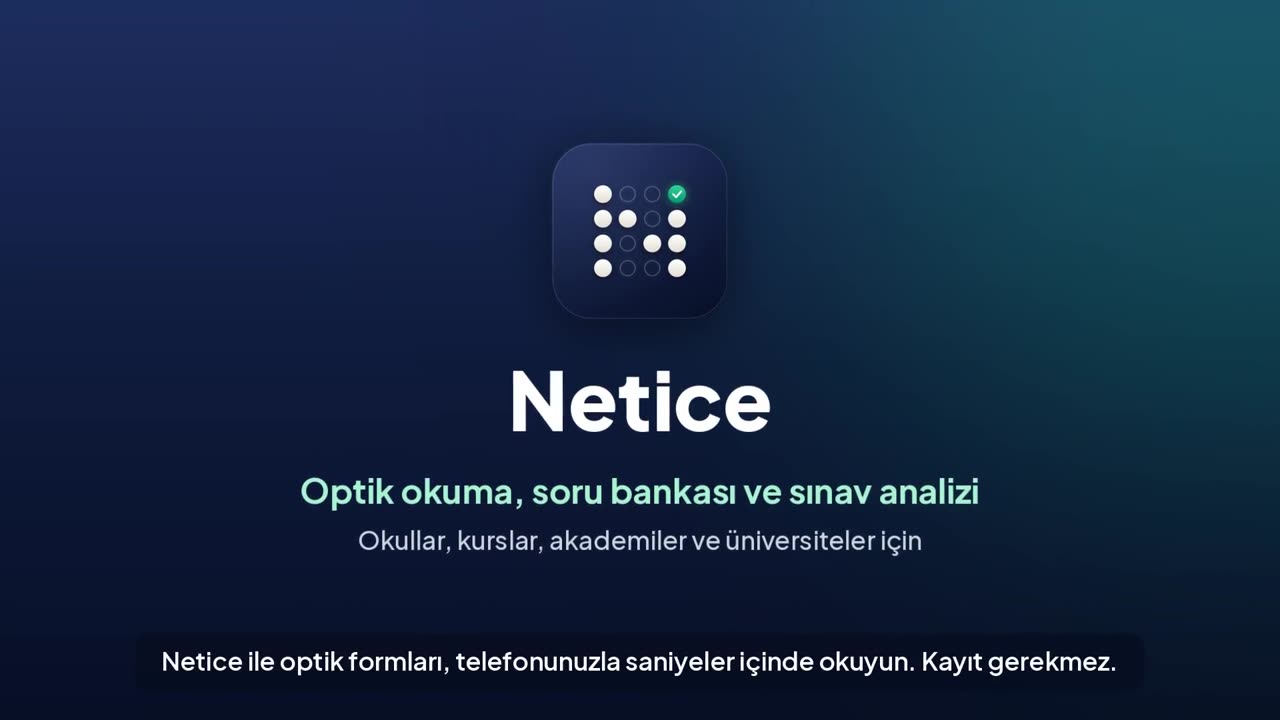 Netice
Optik okuma, soru bankası ve sınav analizi
Okullar, kurslar, akademiler ve üniversiteler için
Netice ile optik formları, telefonunuzla saniyeler içinde okuyun. Kayıt gerekmez.